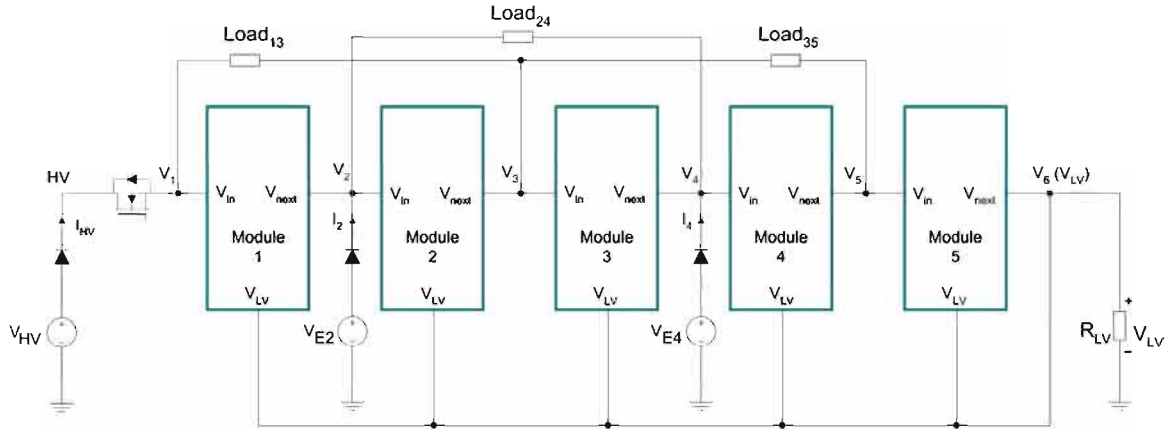 Load24
Load13
Load35
HV
V1
V2
V3
V4
V5
V6 (VLV)
Vin
Vnext
Vin
Vnext
Vin
Vnext
Vin
Vnext
Vin
Vnext
IHV
I2
I4
Module
1
Module
2
Module
3
Module
4
Module
5
VLV
VLV
VLV
VLV
VLV
VHV
+
−
VE2
+
−
VE4
+
−
RLV
+
VLV
−